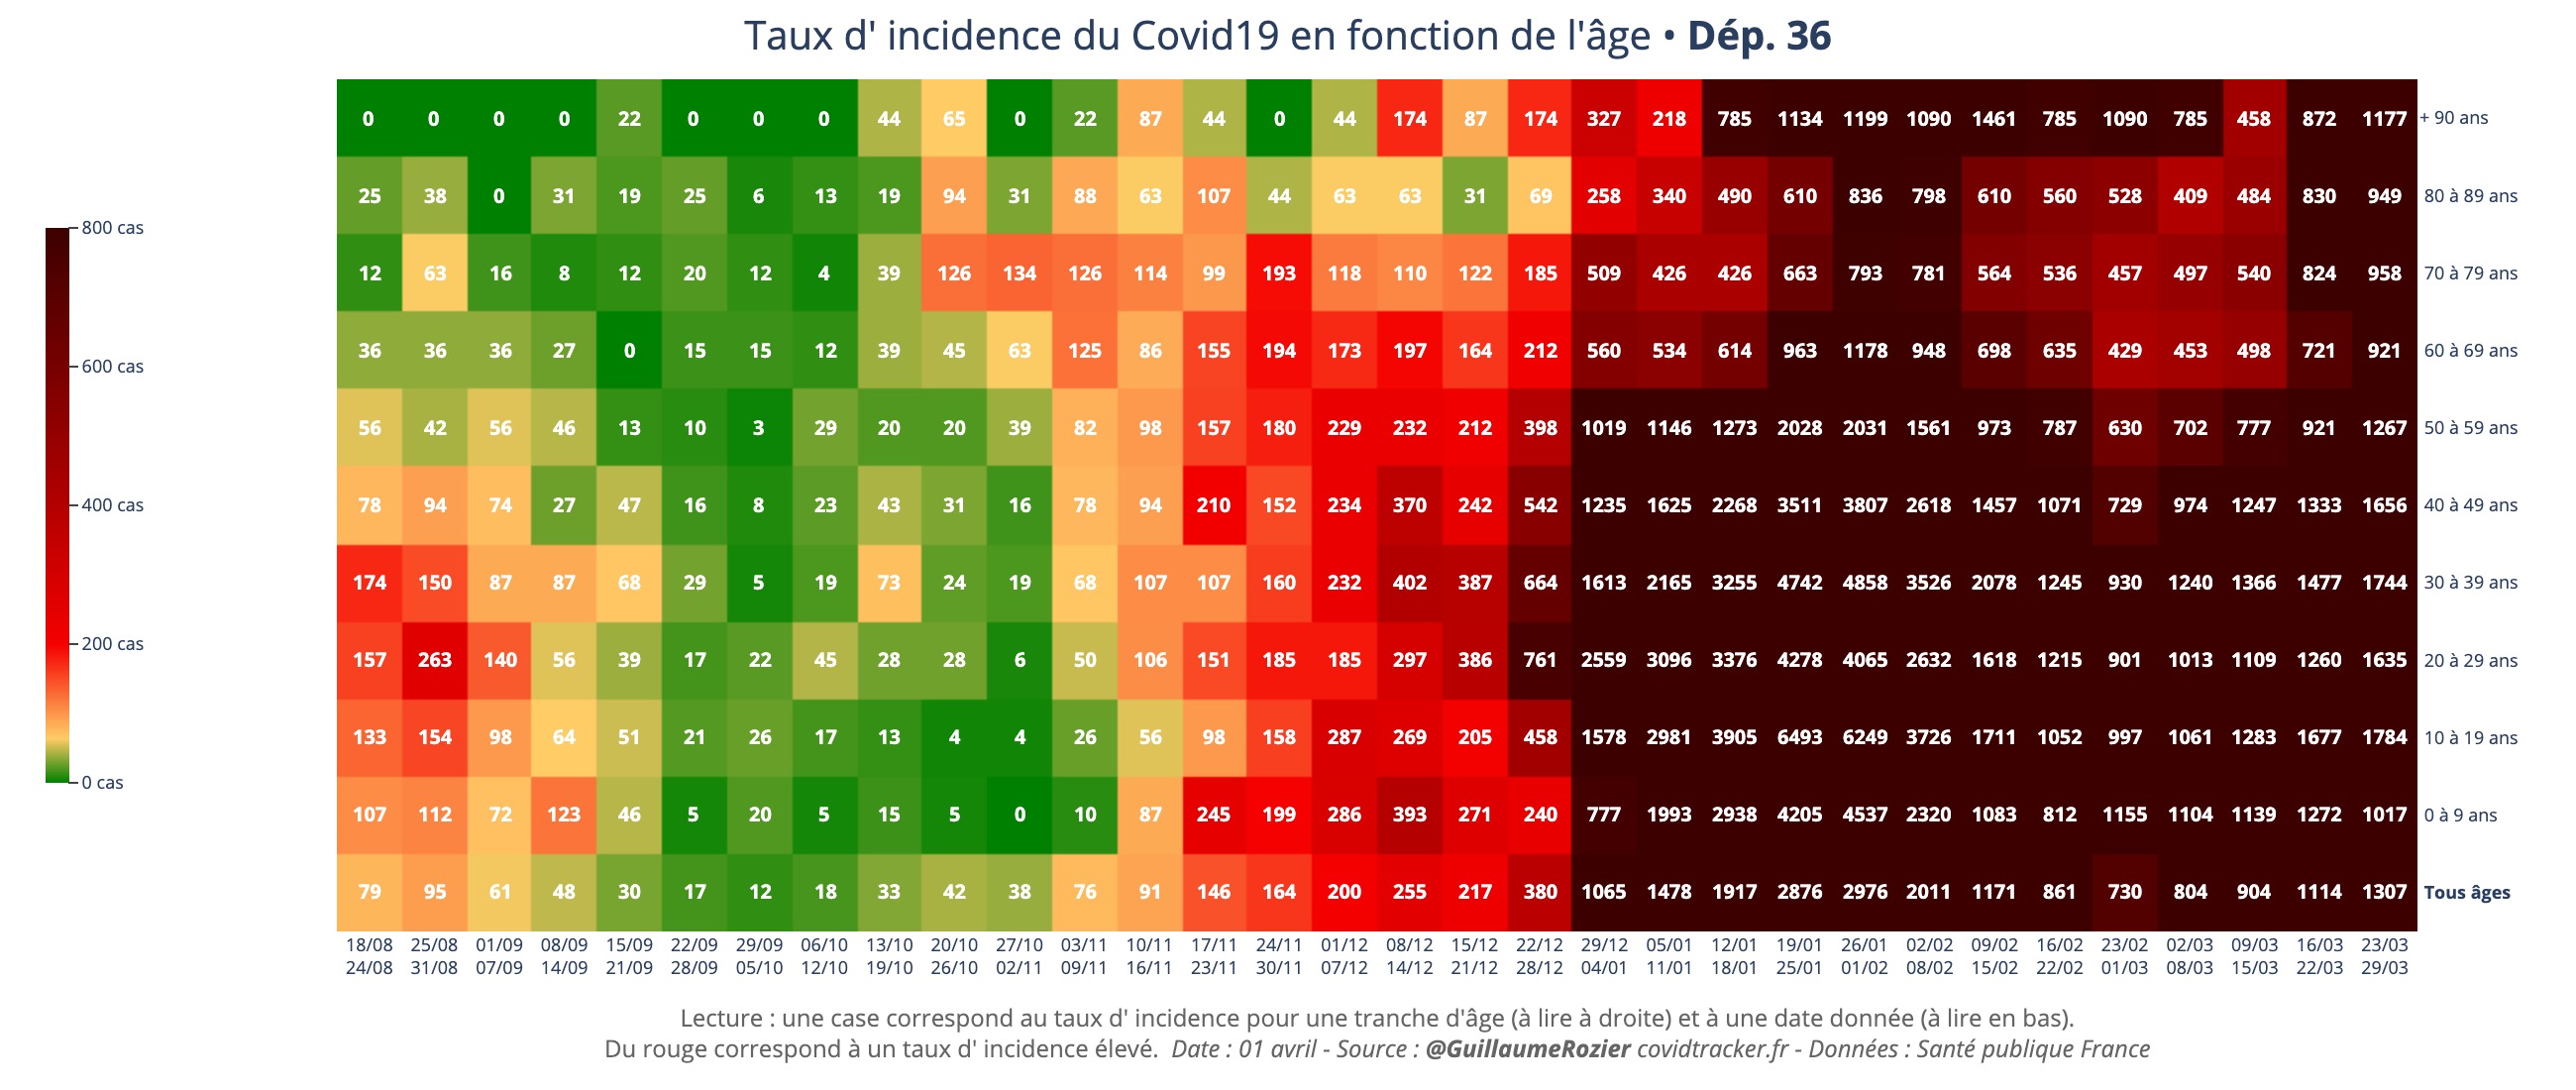 Taux d' incidence du Covid19 en fonction de l'âge • Dép. 36
800 cas
600 cas
400 cas
200 cas
0 cas
0 0 0 0 22 0 0 0 44 65 0 22 87 44 0 44 174 87 174 327 218 785 1134 1199 1090 1461 785 1090 785 458 872 1177 + 90 ans
25 38 0 31 19 25 6 13 19 94 31 88 63 107 44 63 63 31 69 258 340 490 610 836 798 610 560 528 409 484 830 949 80 à 89 ans
12 63 16 8 12 20 12 4 39 126 134 126 114 99 193 118 110 122 185 509 426 426 663 793 781 564 536 457 497 540 824 958 70 à 79 ans
36 36 36 27 0 15 15 12 39 45 63 125 86 155 194 173 197 164 212 560 534 614 963 1178 948 698 635 429 453 498 721 921 60 à 69 ans
56 42 56 46 13 10 3 29 20 20 39 82 98 157 180 229 232 212 398 1019 1146 1273 2028 2031 1561 973 787 630 702 777 921 1267 50 à 59 ans
78 94 74 27 47 16 8 23 43 31 16 78 94 210 152 234 370 242 542 1235 1625 2268 3511 3807 2618 1457 1071 729 974 1247 1333 1656 40 à 49 ans
174 150 87 87 68 29 5 19 73 24 19 68 107 107 160 232 402 387 664 1613 2165 3255 4742 4858 3526 2078 1245 930 1240 1366 1477 1744 30 à 39 ans
157 263 140 56 39 17 22 45 28 28 6 50 106 151 185 185 297 386 761 2559 3096 3376 4278 4065 2632 1618 1215 901 1013 1109 1260 1635 20 à 29 ans
133 154 98 64 51 21 26 17 13 4 4 26 56 98 158 287 269 205 458 1578 2981 3905 6493 6249 3726 1711 1052 997 1061 1283 1677 1784 10 à 19 ans
107 112 72 123 46 5 20 5 15 5 0 10 87 245 199 286 393 271 240 777 1993 2938 4205 4537 2320 1083 812 1155 1104 1139 1272 1017 0 à 9 ans
79 95 61 48 30 17 12 18 33 42 38 76 91 146 164 200 255 217 380 1065 1478 1917 2876 2976 2011 1171 861 730 804 904 1114 1307 Tous âges
18/08 25/08 01/09 08/09 15/09 22/09 29/09 06/10 13/10 20/10 27/10 03/11 10/11 17/11 24/11 01/12 08/12 15/12 22/12 29/12 05/01 12/01 19/01 26/01 02/02 09/02 16/02 23/02 02/03 09/03 16/03 23/03
24/08 31/08 07/09 14/09 21/09 28/09 05/10 12/10 19/10 26/10 02/11 09/11 16/11 23/11 30/11 07/12 14/12 21/12 28/12 04/01 11/01 18/01 25/01 01/02 08/02 15/02 22/02 01/03 08/03 15/03 22/03 29/03
Lecture : une case correspond au taux d' incidence pour une tranche d'âge (à lire à droite) et à une date donnée (à lire en bas).
Du rouge correspond à un taux d' incidence élevé. Date : 01 avril - Source : @GuillaumeRozier covidtracker.fr - Données : Santé publique France